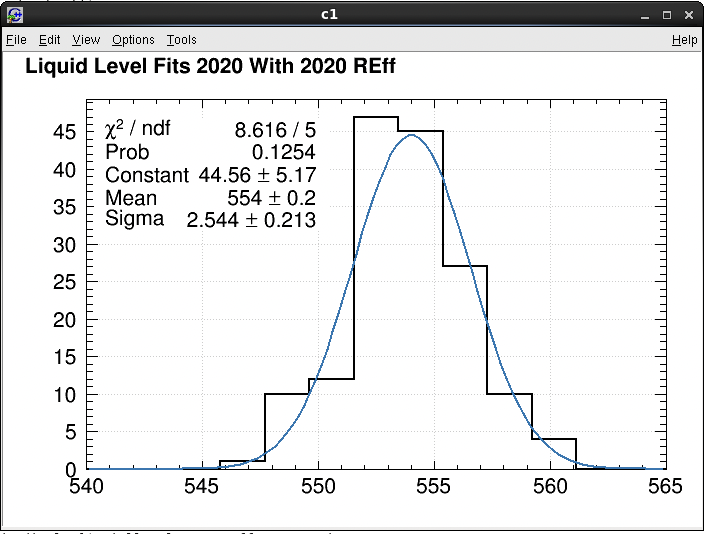 c1
File Edit View Options Tools Help
Liquid Level Fits 2020 With 2020 REff
χ² / ndf 8.616 / 5
Prob 0.1254
Constant 44.56 ± 5.17
Mean 554 ± 0.2
Sigma 2.544 ± 0.213
45
40
35
30
25
20
15
10
5
0
540 545 550 555 560 565